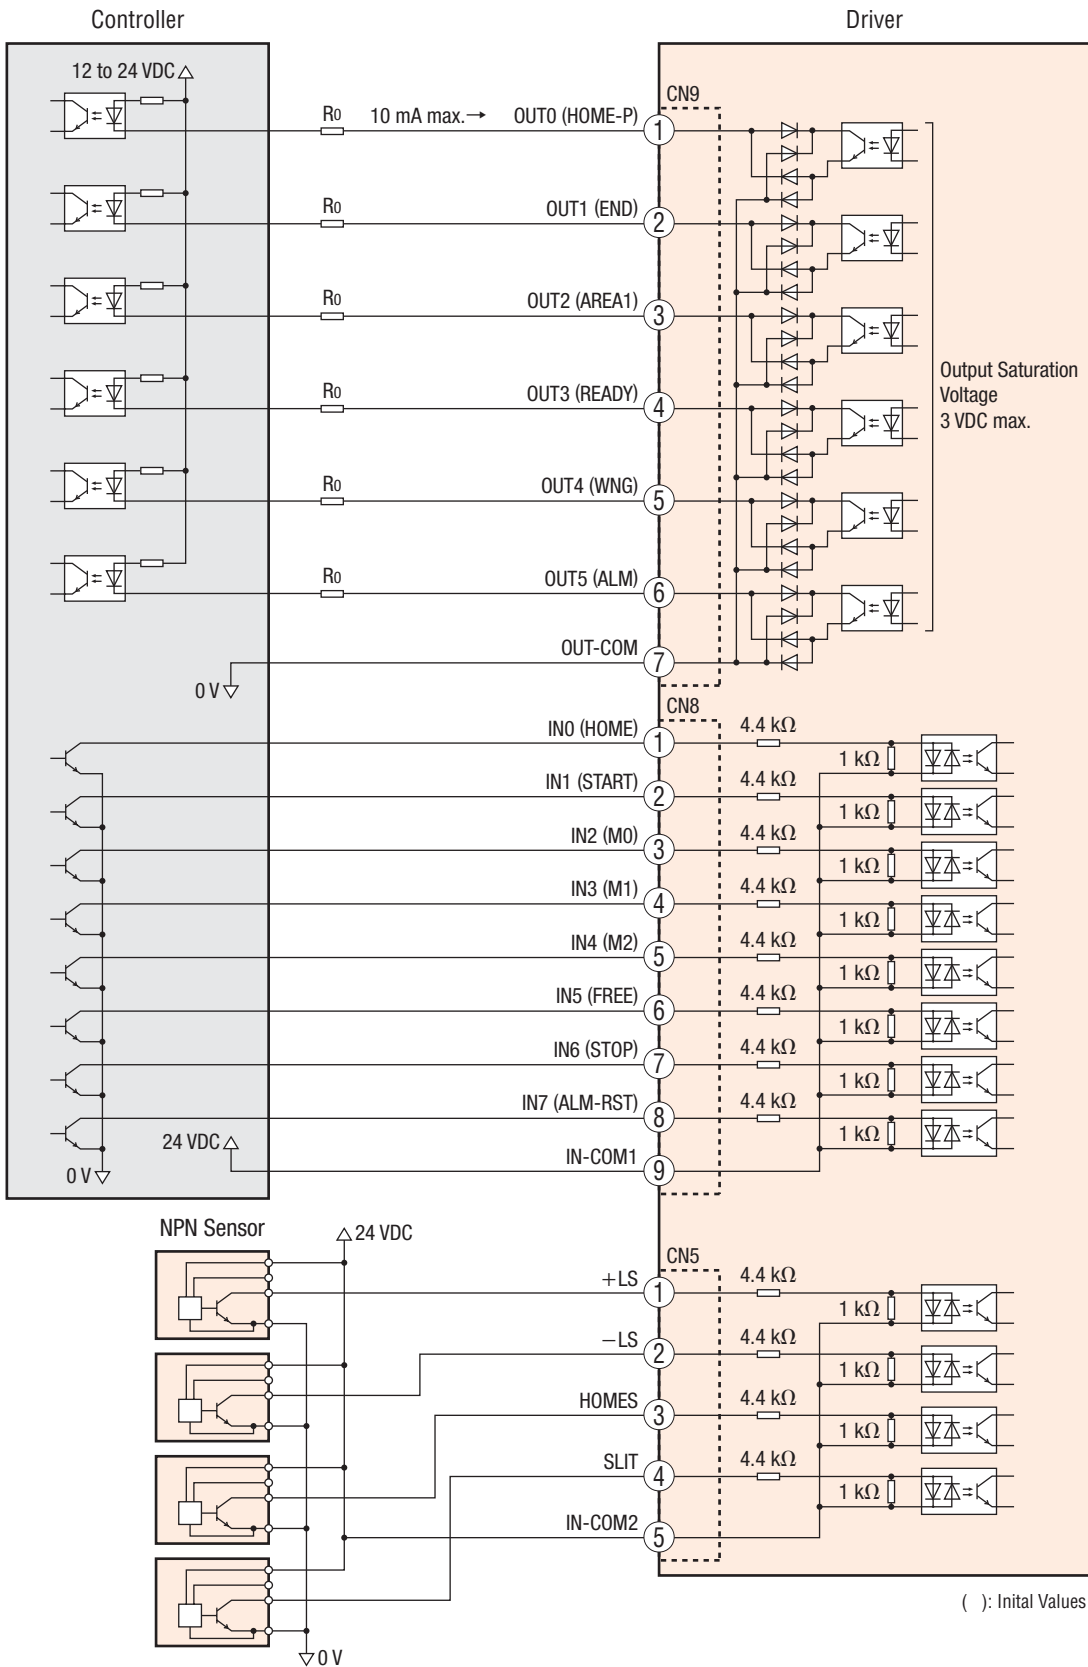 Controller
Driver
12 to 24 VDC
CN9
R0
10 mA max.→
OUT0 (HOME-P)
1
R0
OUT1 (END)
2
R0
OUT2 (AREA1)
3
Output Saturation
Voltage
3 VDC max.
R0
OUT3 (READY)
4
R0
OUT4 (WNG)
5
R0
OUT5 (ALM)
6
OUT-COM
7
0 V
CN8
IN0 (HOME)
1
4.4 kΩ
1 kΩ
IN1 (START)
2
4.4 kΩ
1 kΩ
IN2 (M0)
3
4.4 kΩ
1 kΩ
IN3 (M1)
4
4.4 kΩ
1 kΩ
IN4 (M2)
5
4.4 kΩ
1 kΩ
IN5 (FREE)
6
4.4 kΩ
1 kΩ
IN6 (STOP)
7
4.4 kΩ
1 kΩ
IN7 (ALM-RST)
8
4.4 kΩ
1 kΩ
24 VDC
IN-COM1
9
0 V
NPN Sensor
24 VDC
CN5
+LS
1
4.4 kΩ
1 kΩ
−LS
2
4.4 kΩ
1 kΩ
HOMES
3
4.4 kΩ
1 kΩ
SLIT
4
4.4 kΩ
1 kΩ
IN-COM2
5
( ): Inital Values
0 V